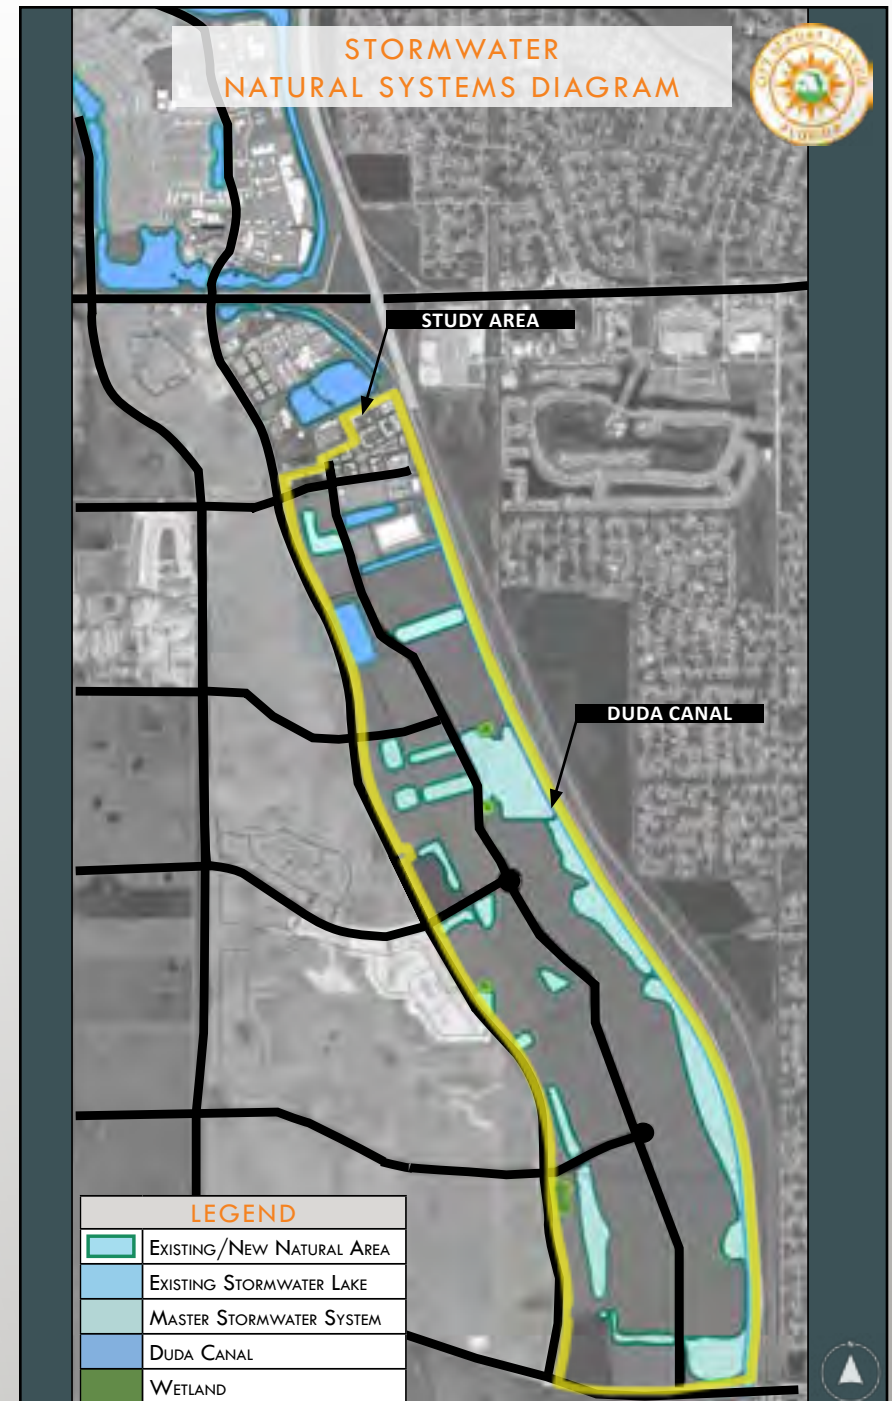 STORMWATER
NATURAL SYSTEMS DIAGRAM
FLORIDA
STUDY AREA
DUDA CANAL
LEGEND
EXISTING/NEW NATURAL AREA
EXISTING STORMWATER LAKE
MASTER STORMWATER SYSTEM
DUDA CANAL
WETLAND